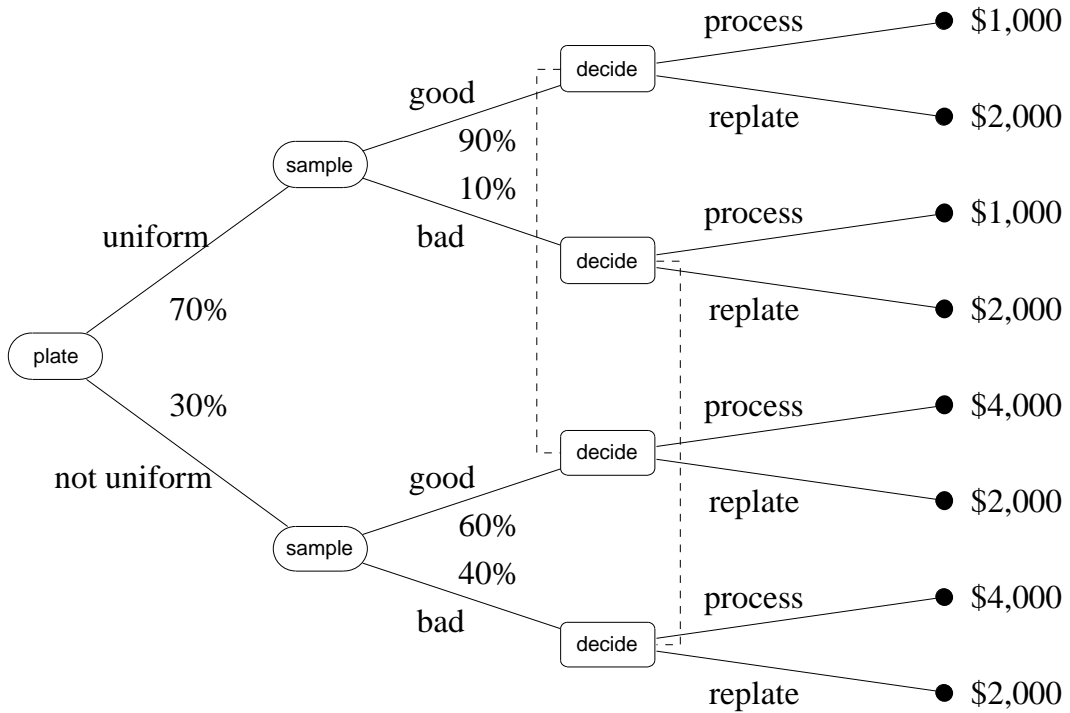 process
$1,000
decide
good
replate
$2,000
90%
sample
10%
process
$1,000
uniform
bad
decide
70%
replate
$2,000
plate
30%
process
$4,000
decide
not uniform
good
replate
$2,000
60%
sample
40%
process
$4,000
bad
decide
replate
$2,000